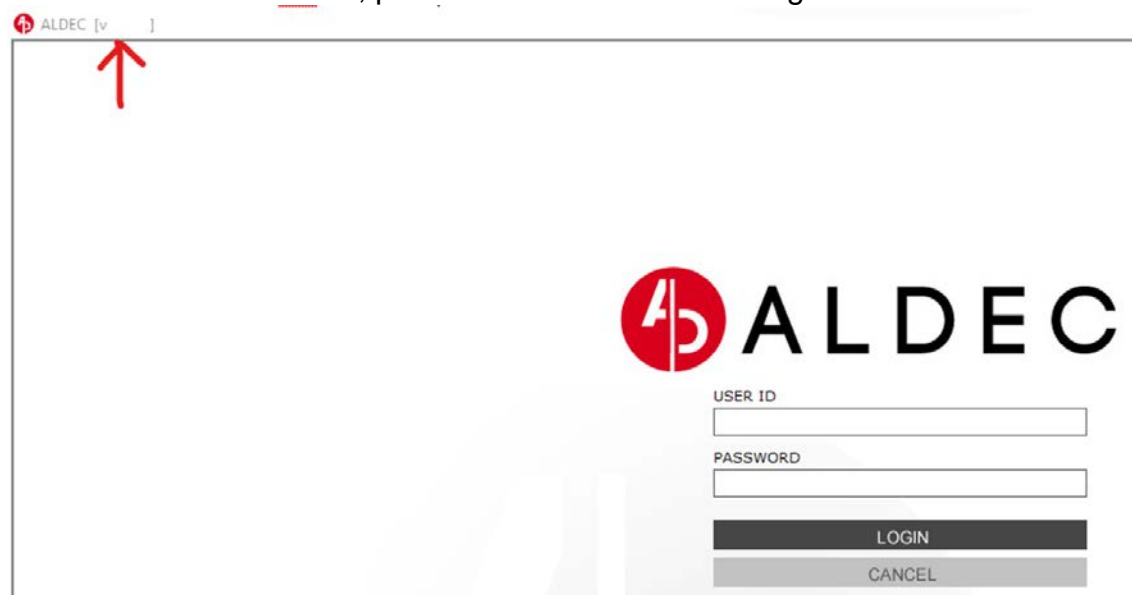 ALDEC [v ]
ALDEC
USER ID
PASSWORD
LOGIN
CANCEL